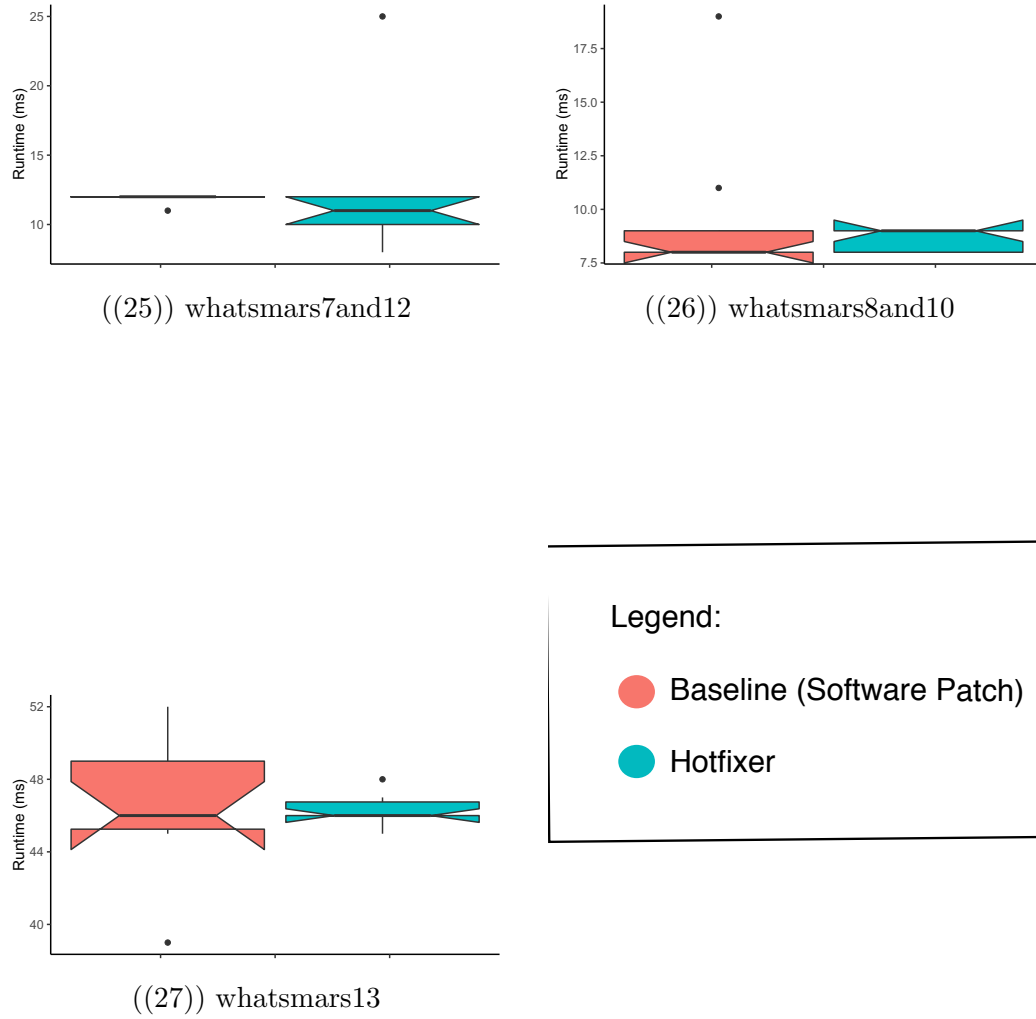 Runtime (ms)
25
20
15
10
((25)) whatsmars7and12
Runtime (ms)
17.5
15.0
12.5
10.0
7.5
((26)) whatsmars8and10
Runtime (ms)
52
48
44
40
((27)) whatsmars13
Legend:
Baseline (Software Patch)
Hotfixer